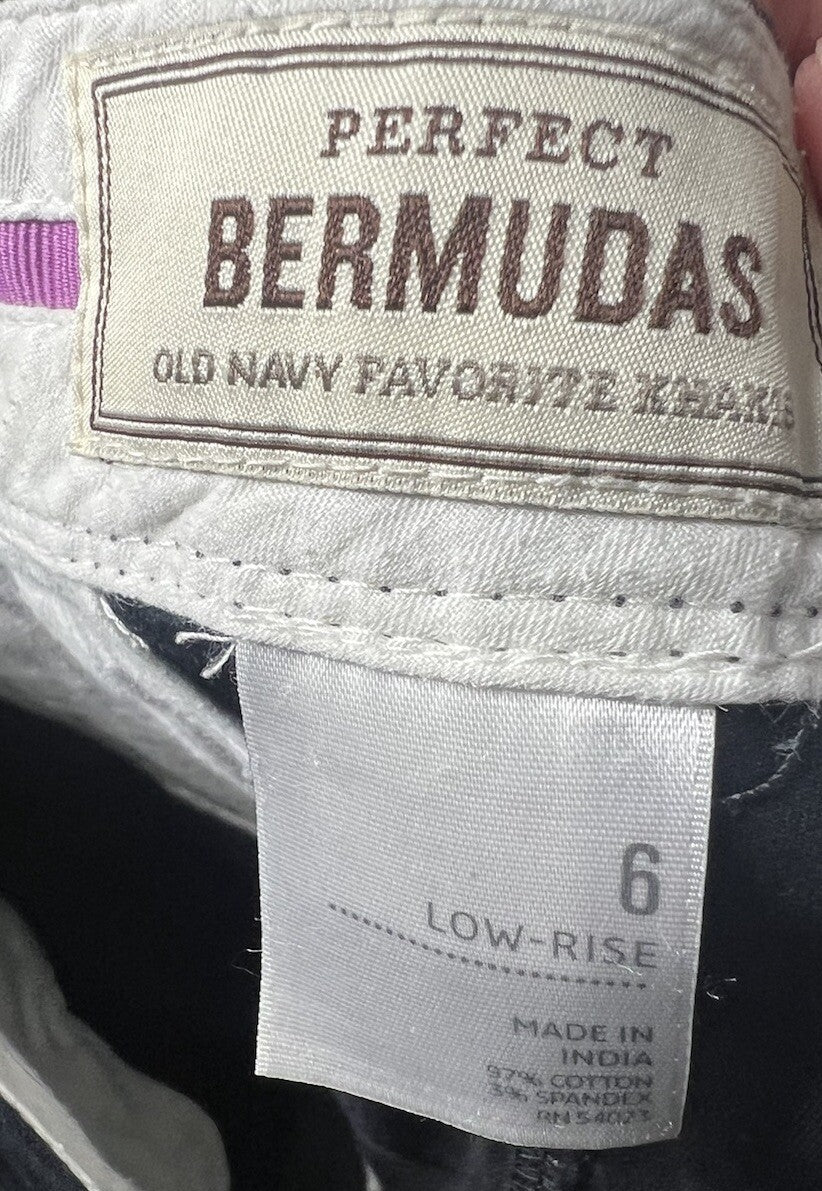 PERFECT
BERMUDAS
OLD NAVY FAVORITE KHAKIS
6
LOW-RISE
MADE IN
INDIA
97% COTTON
3% SPANDEX
RN 54023